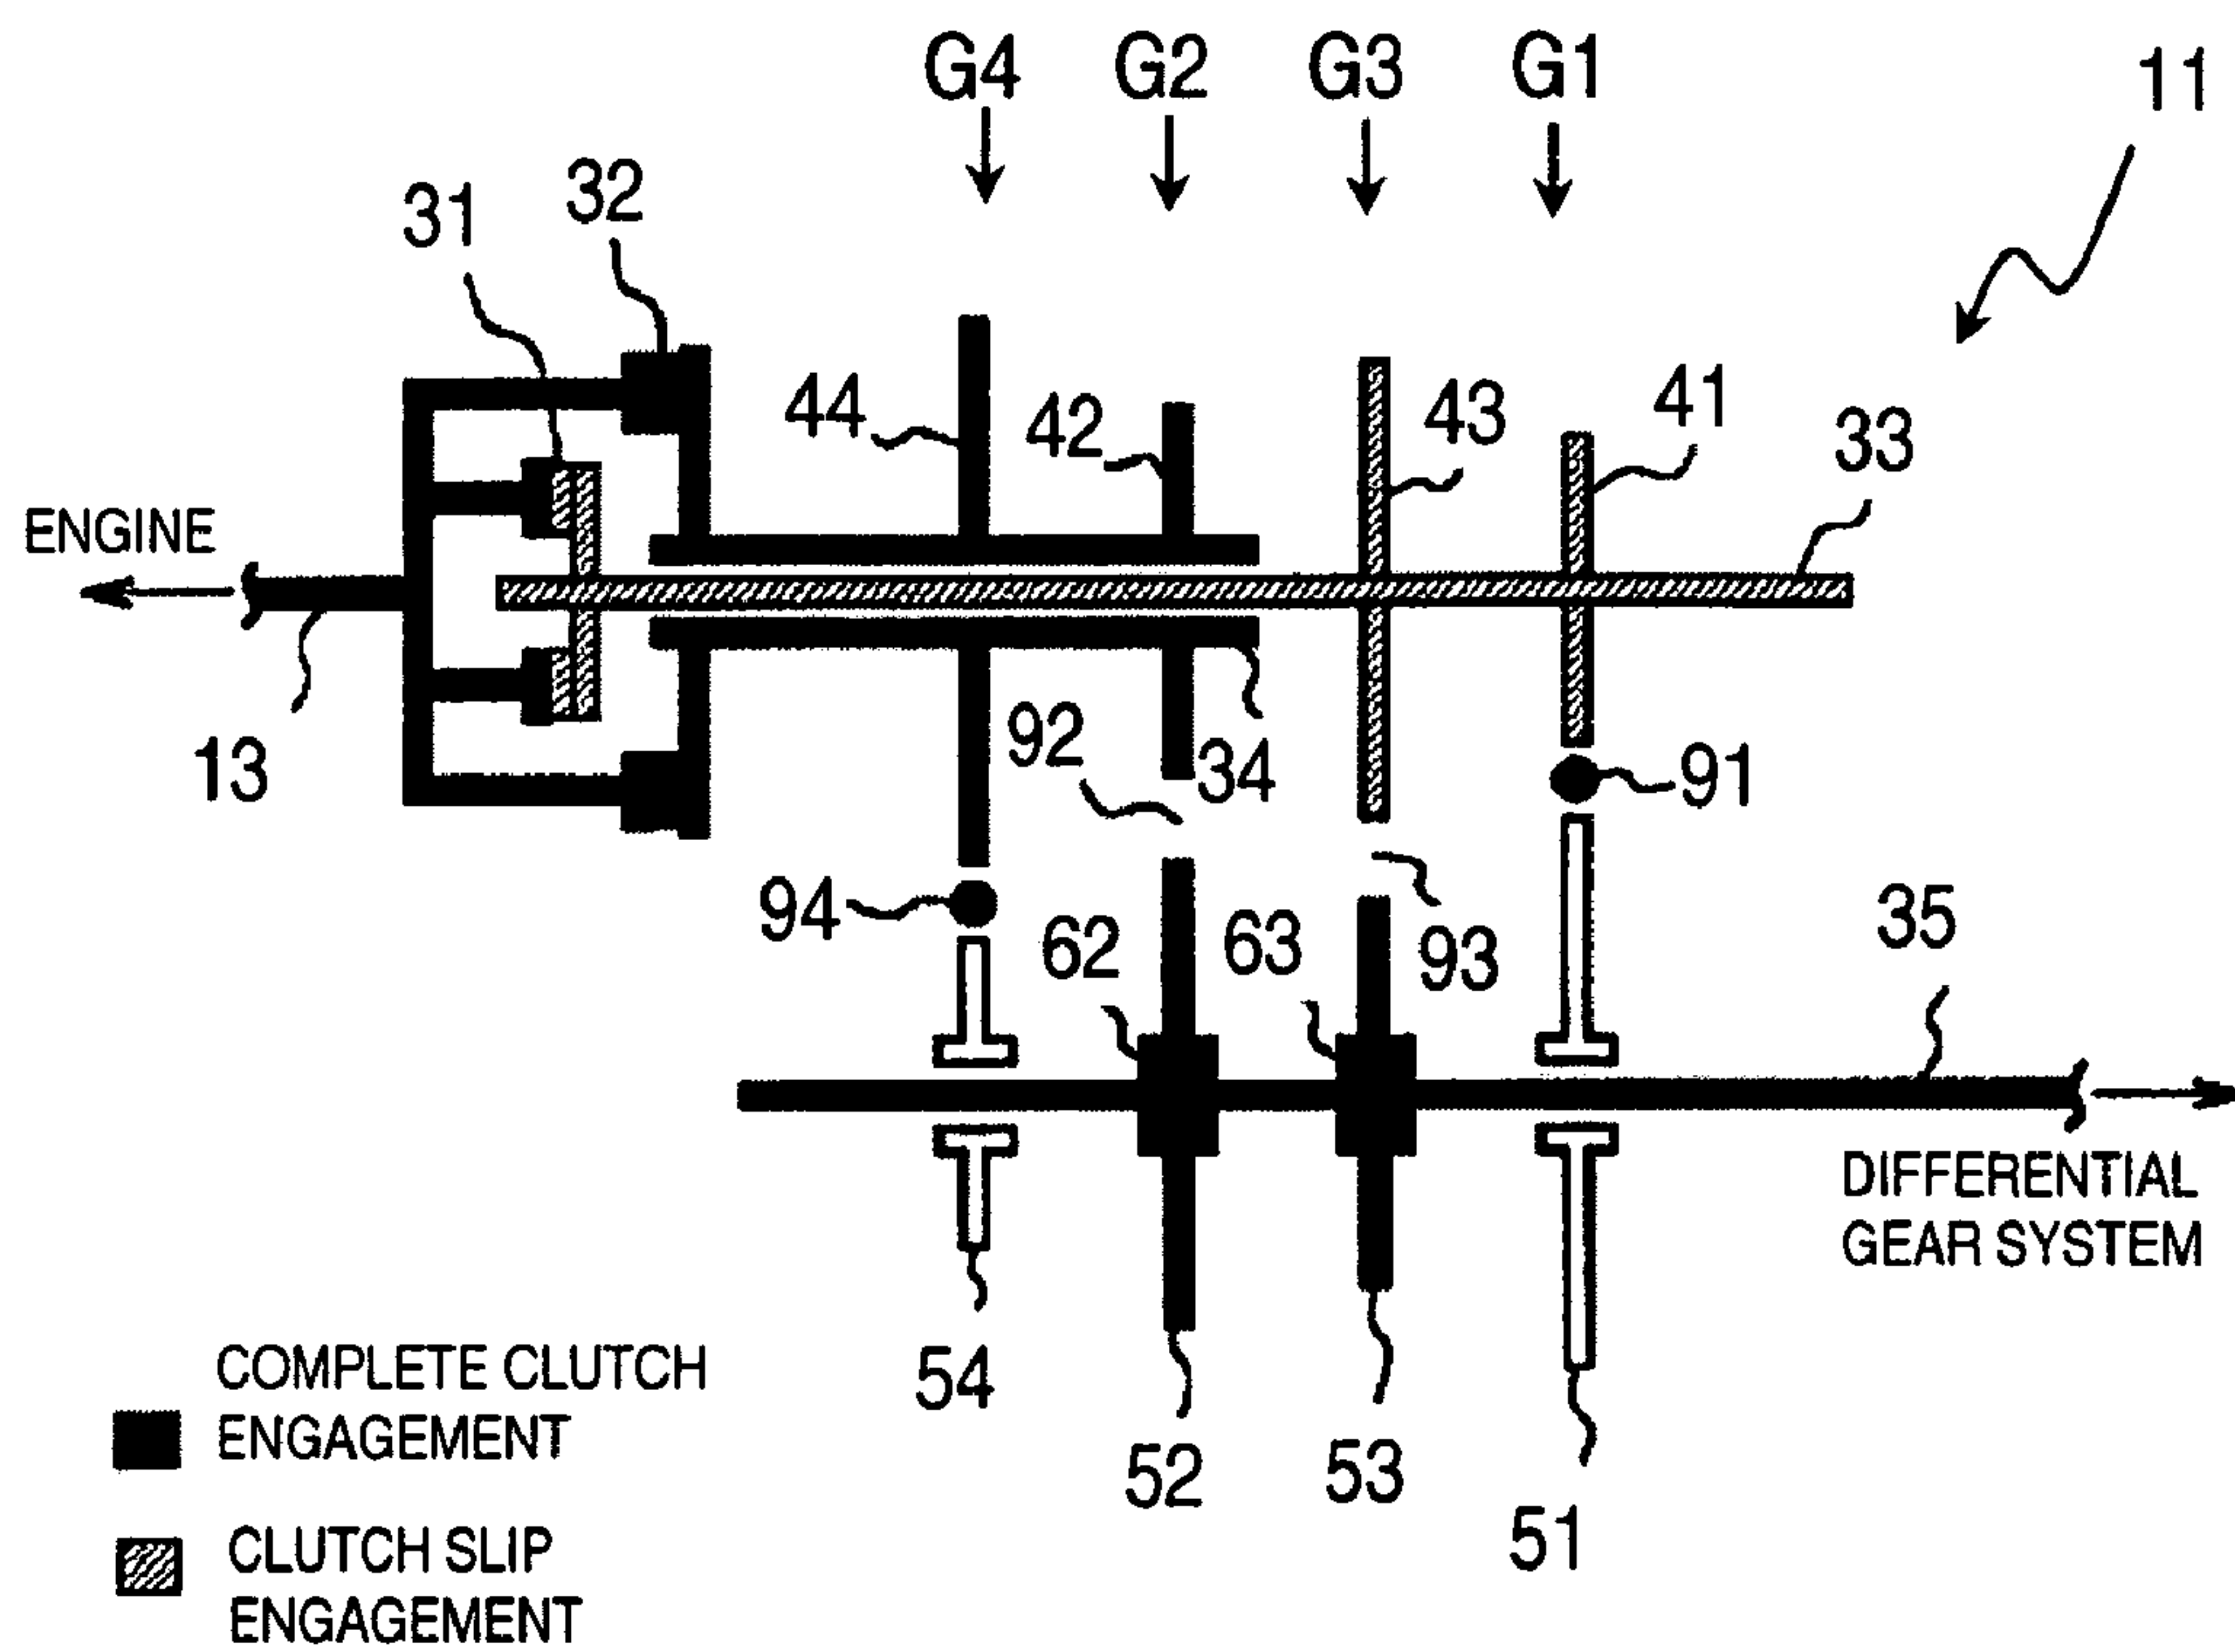 G4 G2 G3 G1
11
32
31
44
42
43
41
33
ENGINE
92
34
91
13
94
62
63
93
35
DIFFERENTIAL
GEAR SYSTEM
54
52
53
51
COMPLETE CLUTCH
ENGAGEMENT
CLUTCH SLIP
ENGAGEMENT